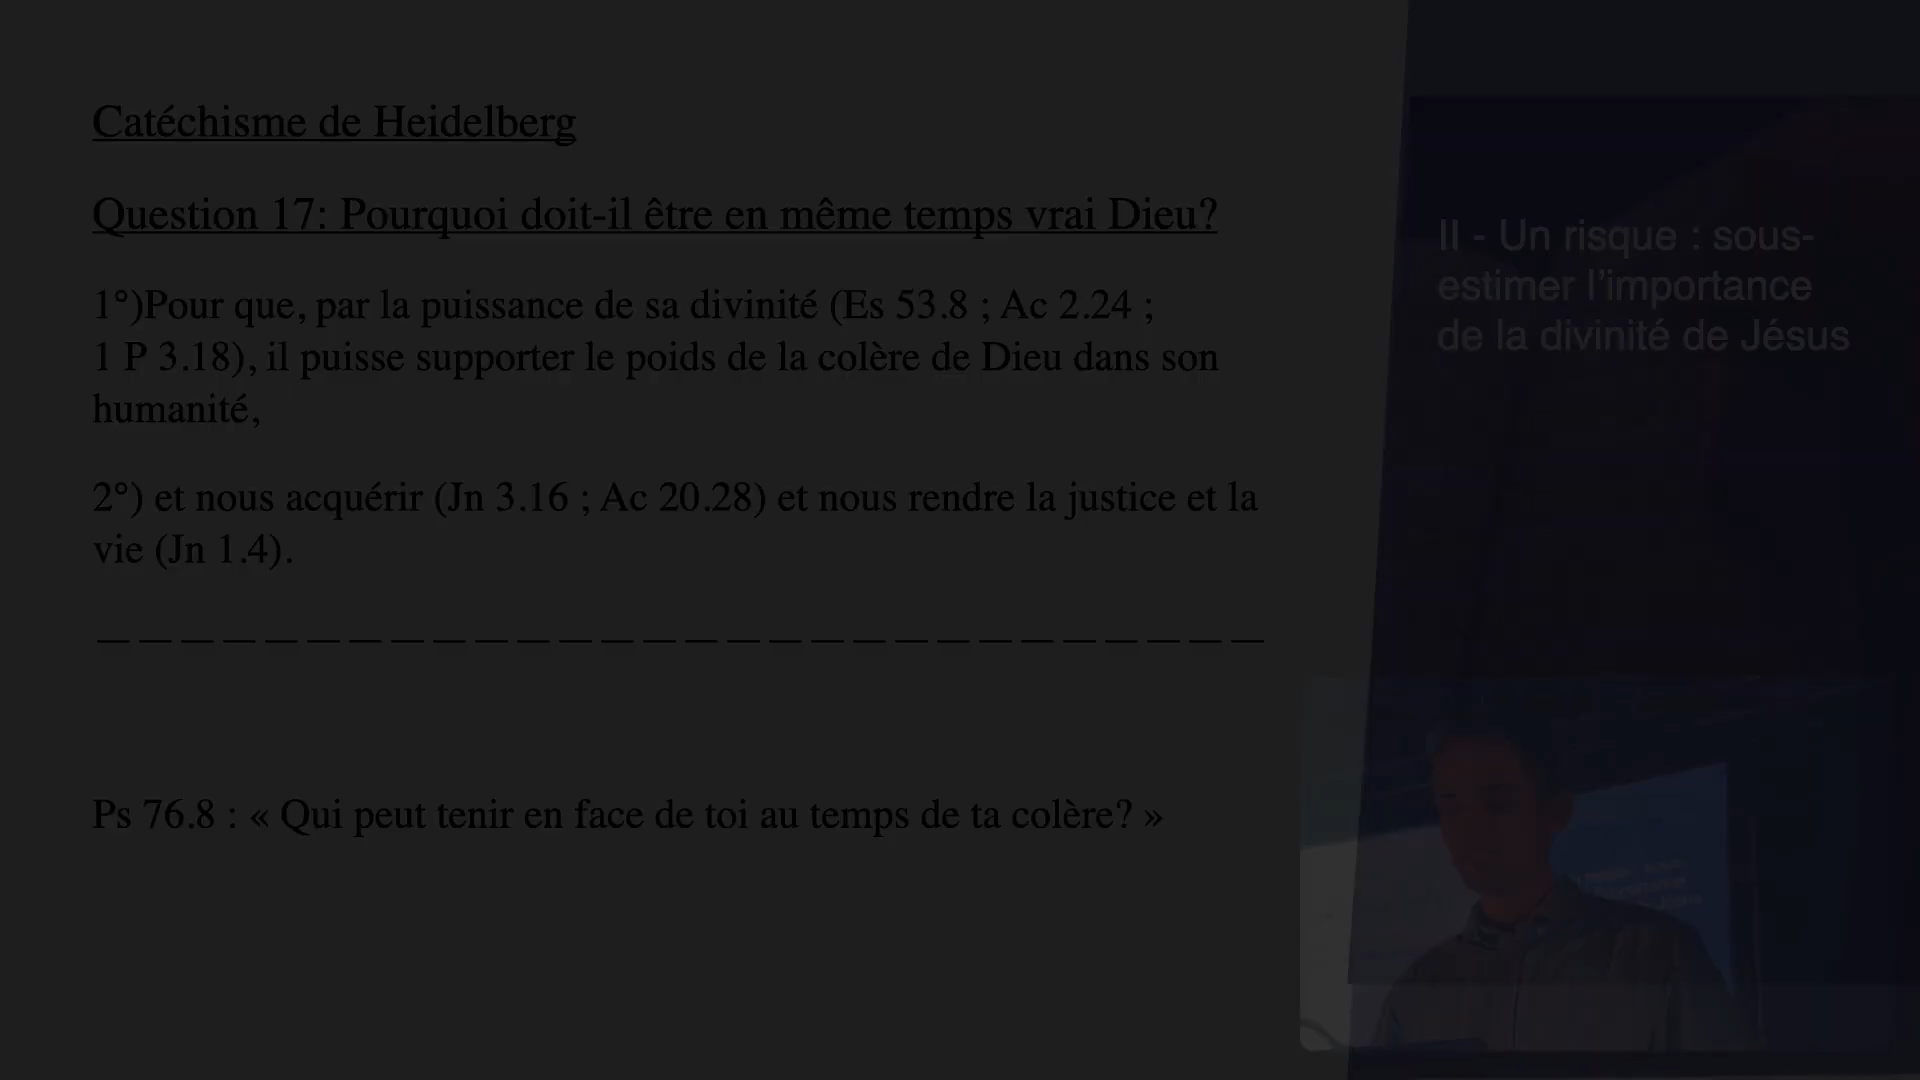 Catéchisme de Heidelberg
Question 17: Pourquoi doit-il être en même temps vrai Dieu?
1°)Pour que, par la puissance de sa divinité (Es 53.8 ; Ac 2.24 ;
1 P 3.18), il puisse supporter le poids de la colère de Dieu dans son
humanité,
2°) et nous acquérir (Jn 3.16 ; Ac 20.28) et nous rendre la justice et la
vie (Jn 1.4).
————————————————————————————
Ps 76.8 : « Qui peut tenir en face de toi au temps de ta colère? »
II - Un risque : sous-
estimer l’importance
de la divinité de Jésus